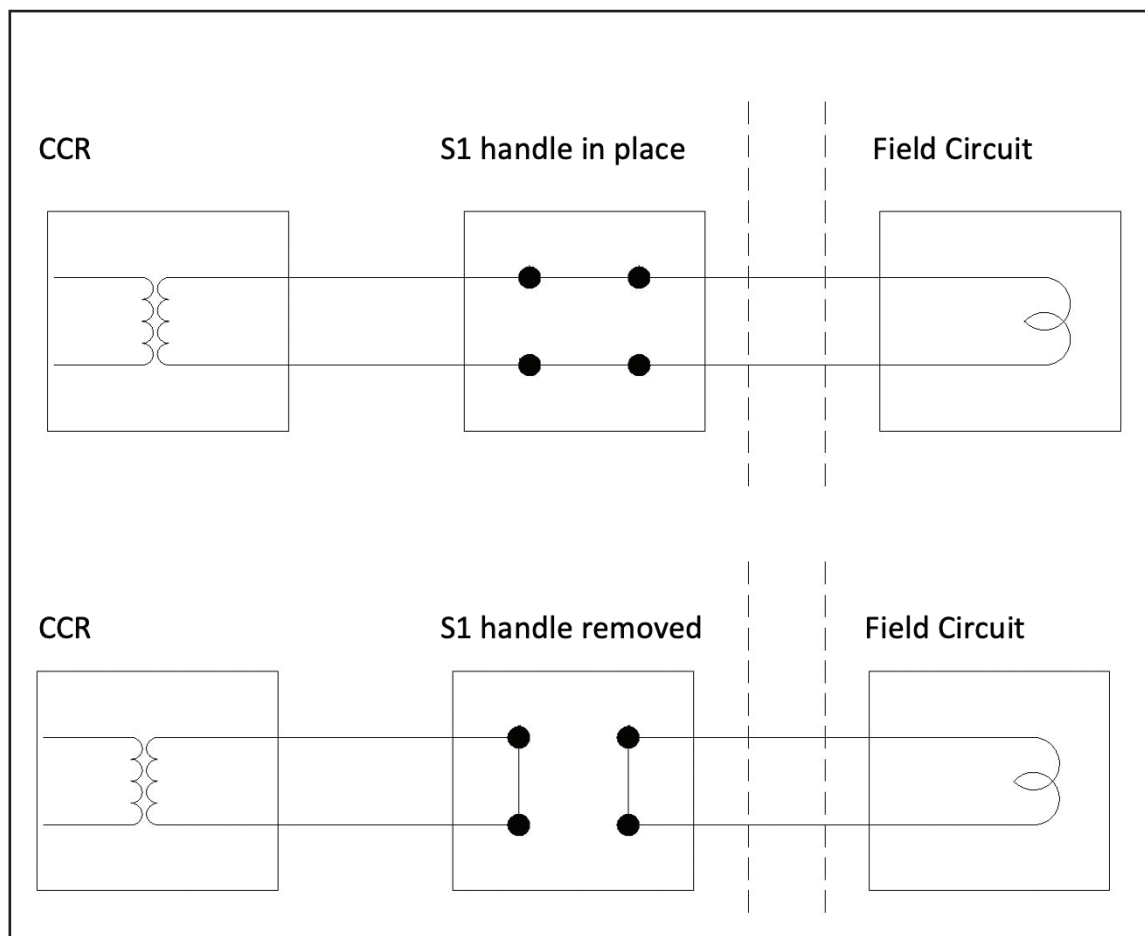 CCR
S1 handle in place
Field Circuit
CCR
S1 handle removed
Field Circuit